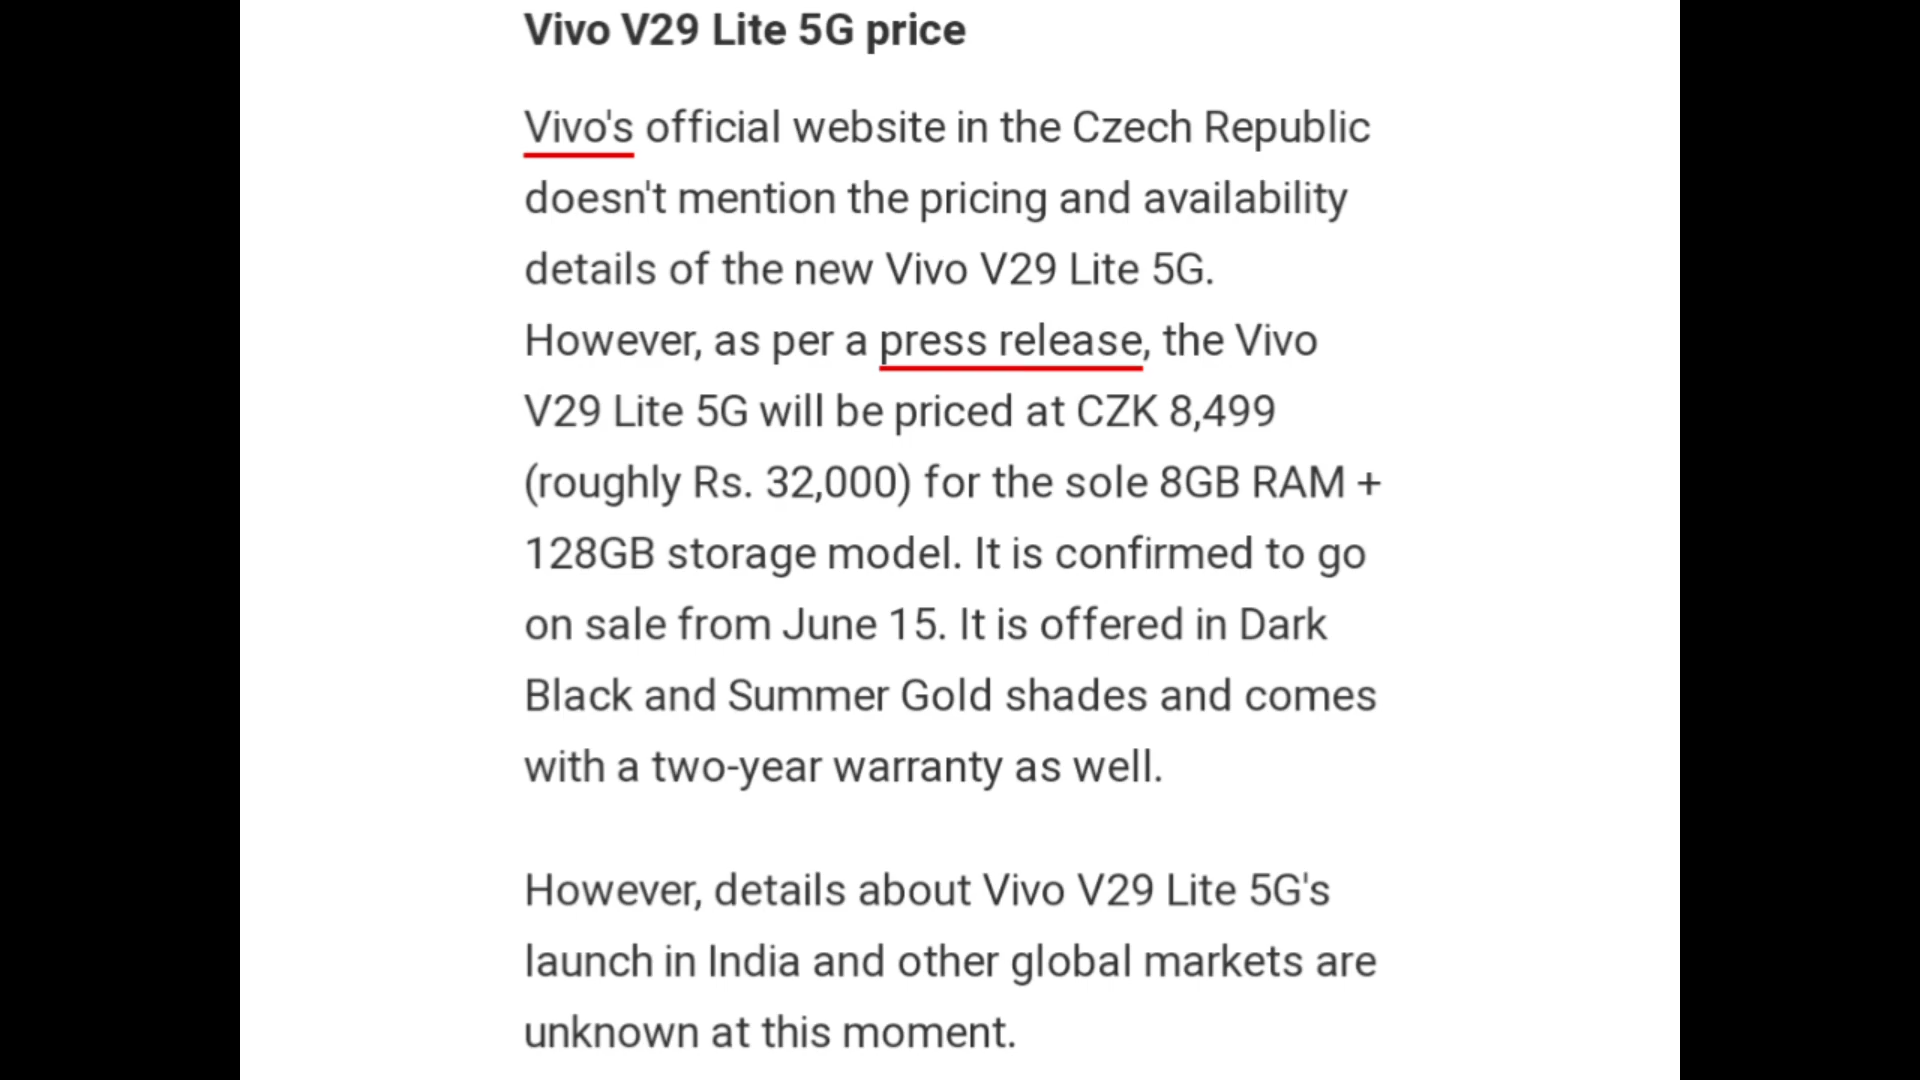 Vivo V29 Lite 5G price
Vivo's official website in the Czech Republic
doesn't mention the pricing and availability
details of the new Vivo V29 Lite 5G.
However, as per a press release, the Vivo
V29 Lite 5G will be priced at CZK 8,499
(roughly Rs. 32,000) for the sole 8GB RAM +
128GB storage model. It is confirmed to go
on sale from June 15. It is offered in Dark
Black and Summer Gold shades and comes
with a two-year warranty as well.
However, details about Vivo V29 Lite 5G's
launch in India and other global markets are
unknown at this moment.